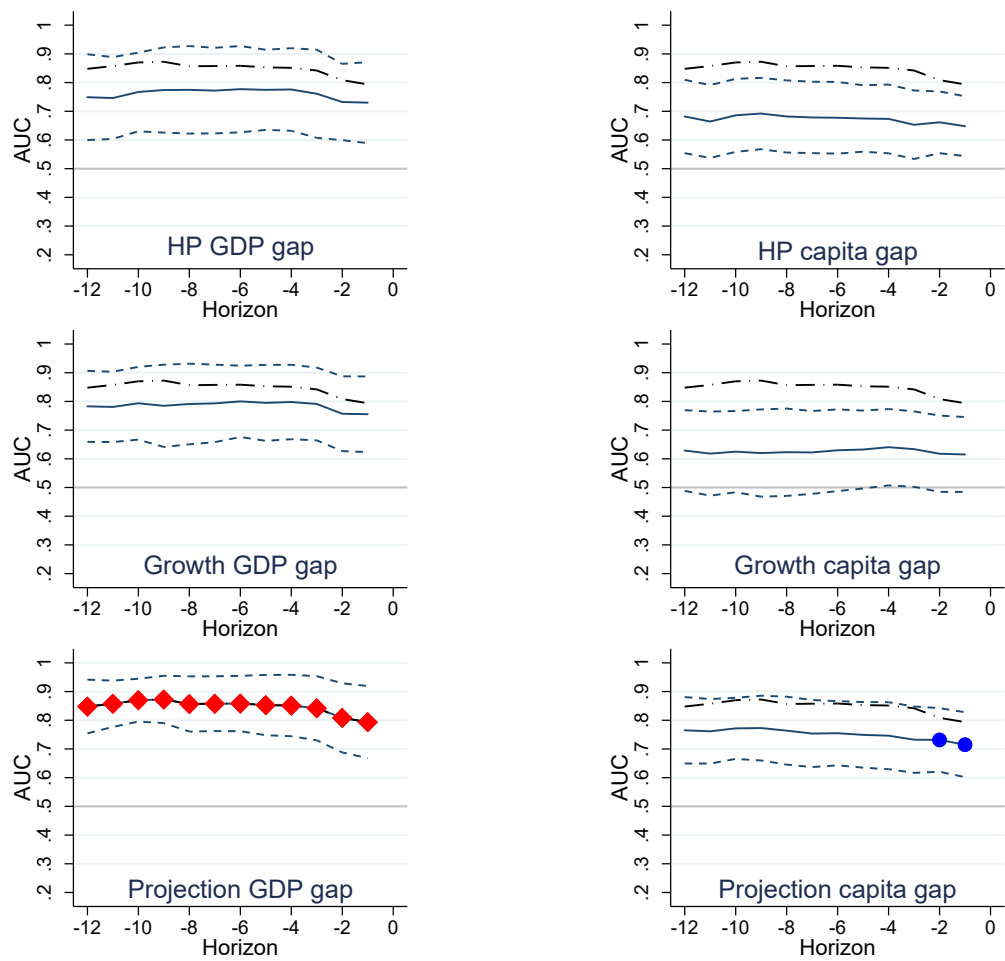 AUC
.2 .3 .4 .5 .6 .7 .8 .9 1
HP GDP gap
-12 -10 -8 -6 -4 -2 0
Horizon
AUC
.2 .3 .4 .5 .6 .7 .8 .9 1
HP capita gap
-12 -10 -8 -6 -4 -2 0
Horizon
AUC
.2 .3 .4 .5 .6 .7 .8 .9 1
Growth GDP gap
-12 -10 -8 -6 -4 -2 0
Horizon
AUC
.2 .3 .4 .5 .6 .7 .8 .9 1
Growth capita gap
-12 -10 -8 -6 -4 -2 0
Horizon
AUC
.2 .3 .4 .5 .6 .7 .8 .9 1
Projection GDP gap
-12 -10 -8 -6 -4 -2 0
Horizon
AUC
.2 .3 .4 .5 .6 .7 .8 .9 1
Projection capita gap
-12 -10 -8 -6 -4 -2 0
Horizon